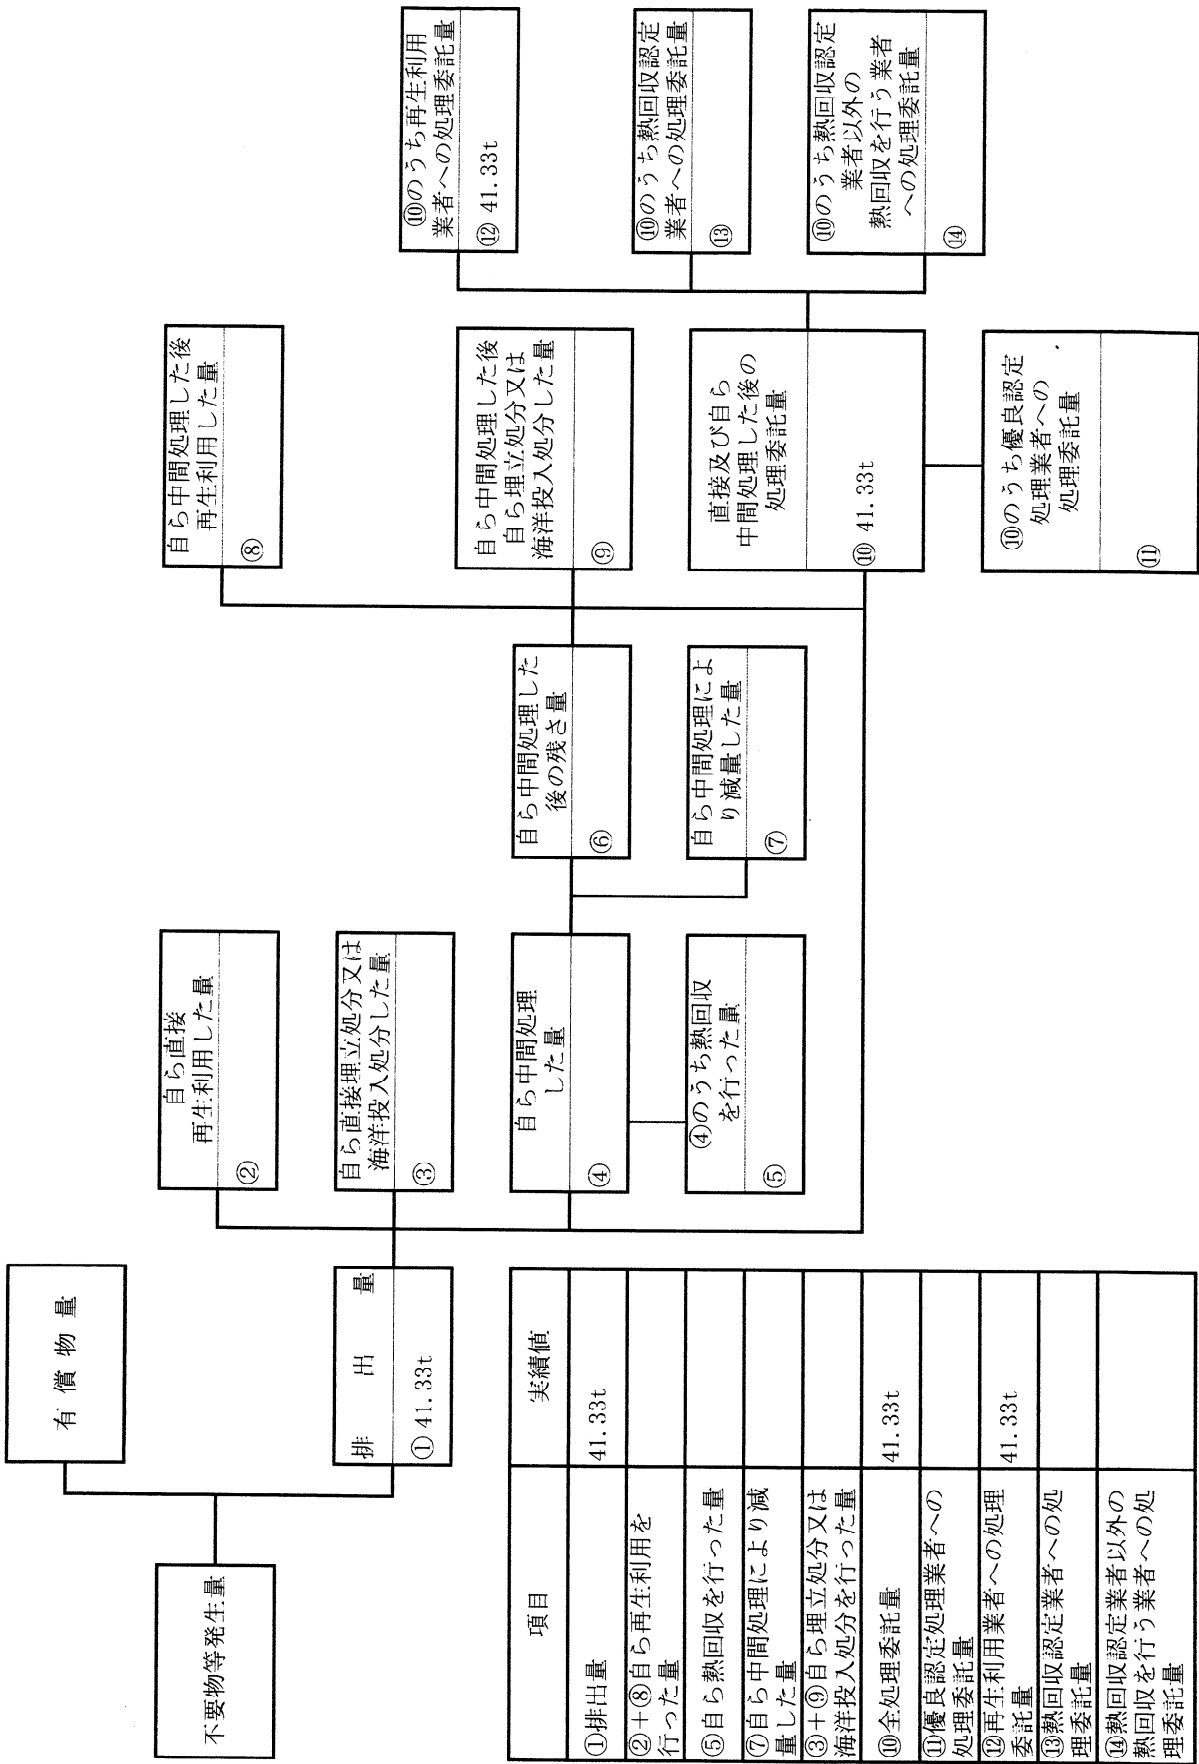 不要物等発生量
有償物量
排出量
① 41.33t
自ら直接
再生利用した量
②
自ら直接埋立処分又は
海洋投入処分した量
③
自ら中間処理
した量
④
④のうち熱回収
を行った量
⑤
自ら中間処理した
後の残さ量
⑥
自ら中間処理によ
り減量した量
⑦
自ら中間処理した後
再生利用した量
⑧
自ら中間処理した後
自ら埋立処分又は
海洋投入処分した量
⑨
直接及び自ら
中間処理した後の
処理委託量
⑩ 41.33t
⑩のうち優良認定
処理業者への
処理委託量
⑪
⑩のうち再生利用
業者への処理委託量
⑫ 41.33t
⑩のうち熱回収認定
業者への処理委託量
⑬
⑩のうち熱回収認定
業者以外の
熱回収を行う業者
への処理委託量
⑭
項目 実績値
①排出量 41.33t
②+⑧自ら再生利用を
行った量
⑤自ら熱回収を行った量
⑦自ら中間処理により減
量した量
③+⑨自ら埋立処分又は
海洋投入処分を行った量
⑩全処理委託量 41.33t
⑪優良認定処理業者への
処理委託量
⑫再生利用業者への処理
委託量 41.33t
⑬熱回収認定業者への処
理委託量
⑭熱回収認定業者以外の
熱回収を行う業者への処
理委託量